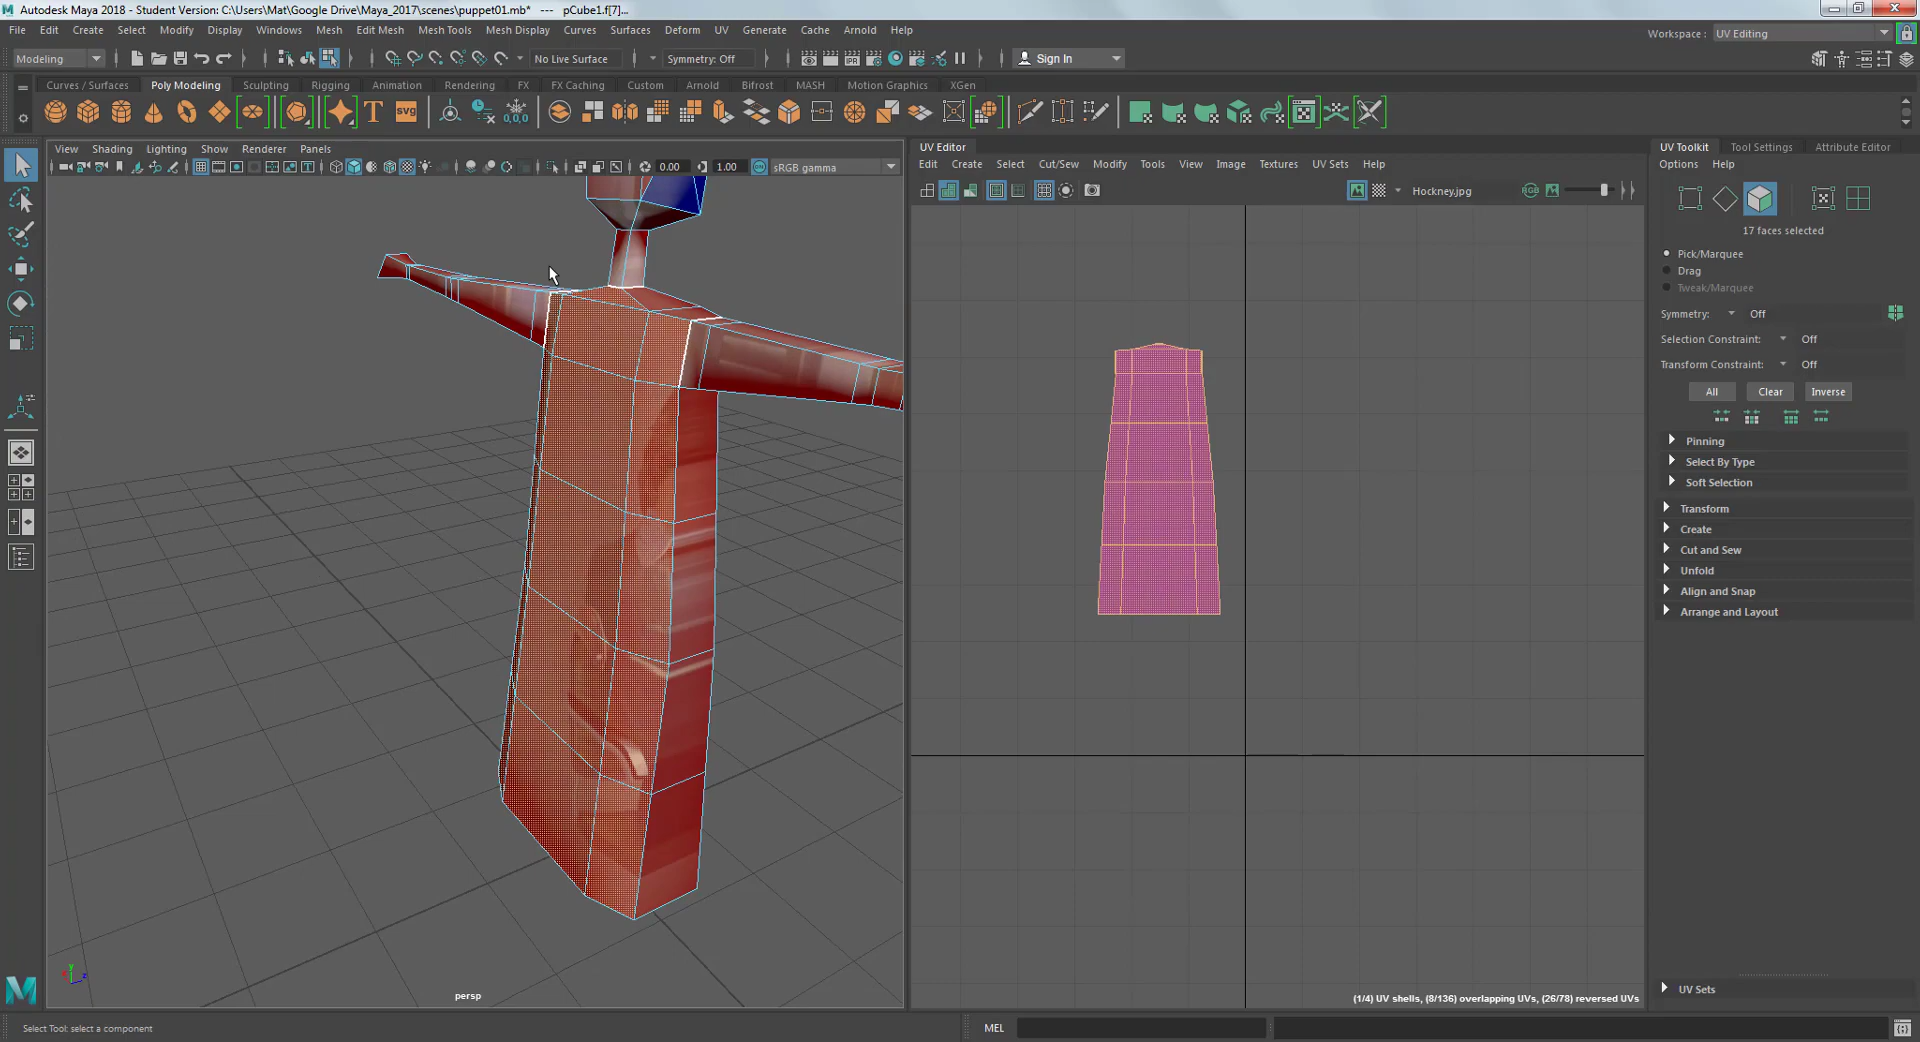 Autodesk Maya 2018 - Student Version: C:\Users\Mat\Google Drive\Maya_2017\scenes\puppet01.mb* --- pCube1.f[7]...
File Edit Create Select Modify Display Windows Mesh Edit Mesh Mesh Tools Mesh Display Curves Surfaces Deform UV Generate Cache Arnold Help
Workspace : UV Editing
Modeling No Live Surface Symmetry: Off Sign In
Curves / Surfaces Poly Modeling Sculpting Rigging Animation Rendering FX FX Caching Custom Arnold Bifrost MASH Motion Graphics XGen
T svg 0,0,0
View Shading Lighting Show Renderer Panels
0.00 1.00 sRGB gamma
persp
UV Editor
File Create Select Cut/Sew Modify Tools View Image Textures UV Sets Help
Hockney.jpg
(1/4) UV shells, (8/136) overlapping UVs, (26/78) reversed UVs
UV Toolkit Tool Settings Attribute Editor
Options Help
17 faces selected
Pick/Marquee
Drag
Tweak/Marquee
Symmetry: Off
Selection Constraint: Off
Transform Constraint: Off
All Clear Inverse
Pinning
Select By Type
Soft Selection
Transform
Create
Cut and Sew
Unfold
Align and Snap
Arrange and Layout
UV Sets
Select Tool: select a component
MEL